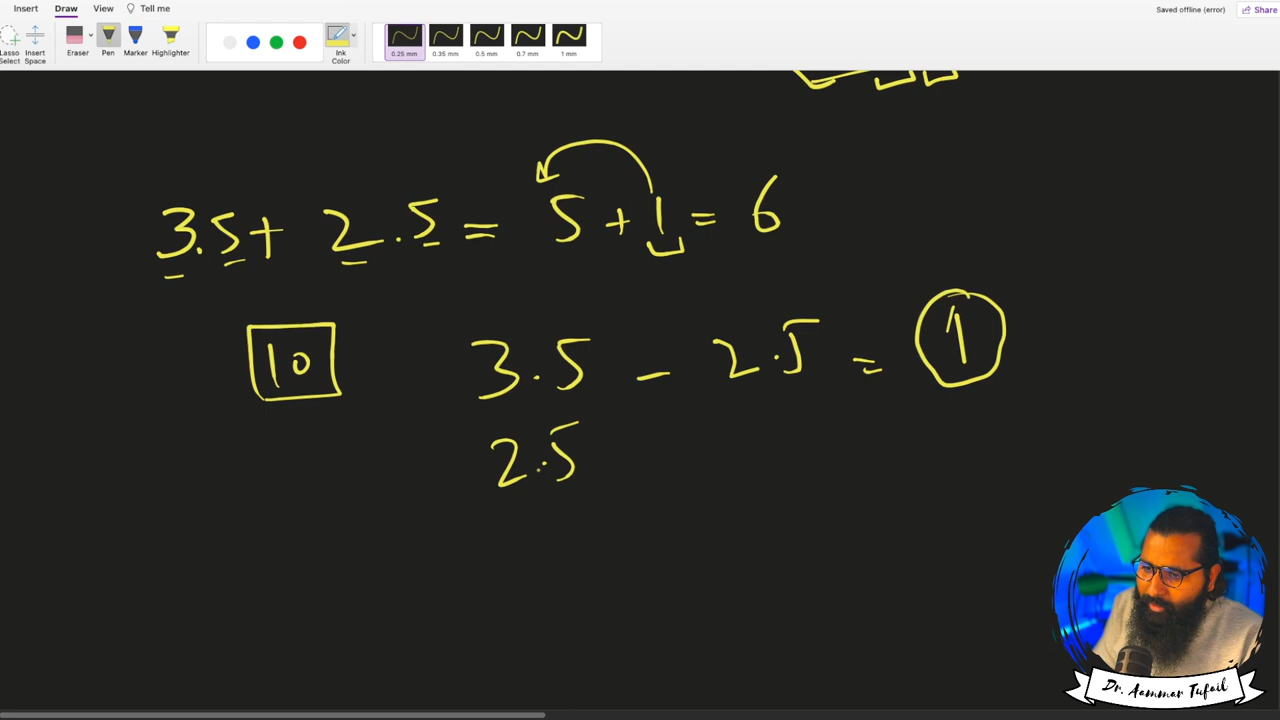 Insert Draw View Tell me
Saved offline (error) Share
Lasso Select
Insert Space
Eraser
Pen
Marker
Highlighter
Ink Color
0.25 mm
0.35 mm
0.5 mm
0.7 mm
1 mm
3.5 + 2.5 = 5 + 1 = 6
10 3.5 - 2.5 = 1
2.5
Dr. Aammar Tufail